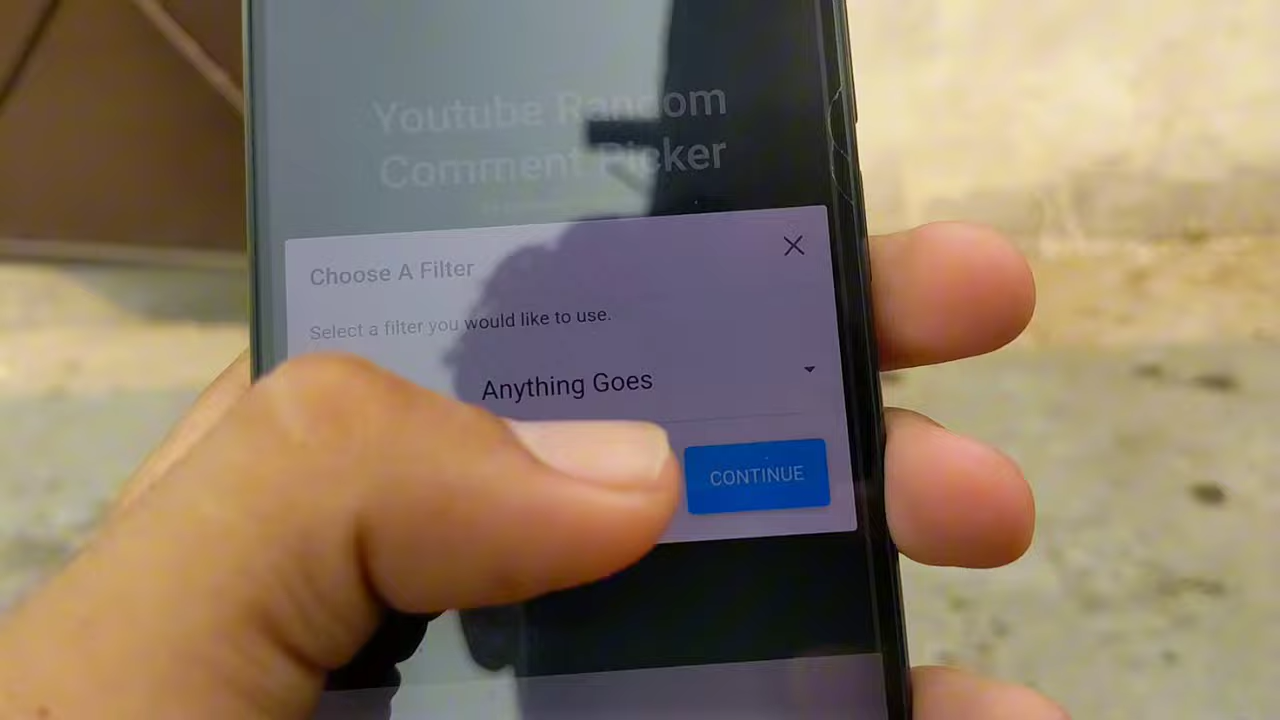 Youtube Random
Comment Picker
Choose A Filter
Select a filter you would like to use.
Anything Goes
CONTINUE